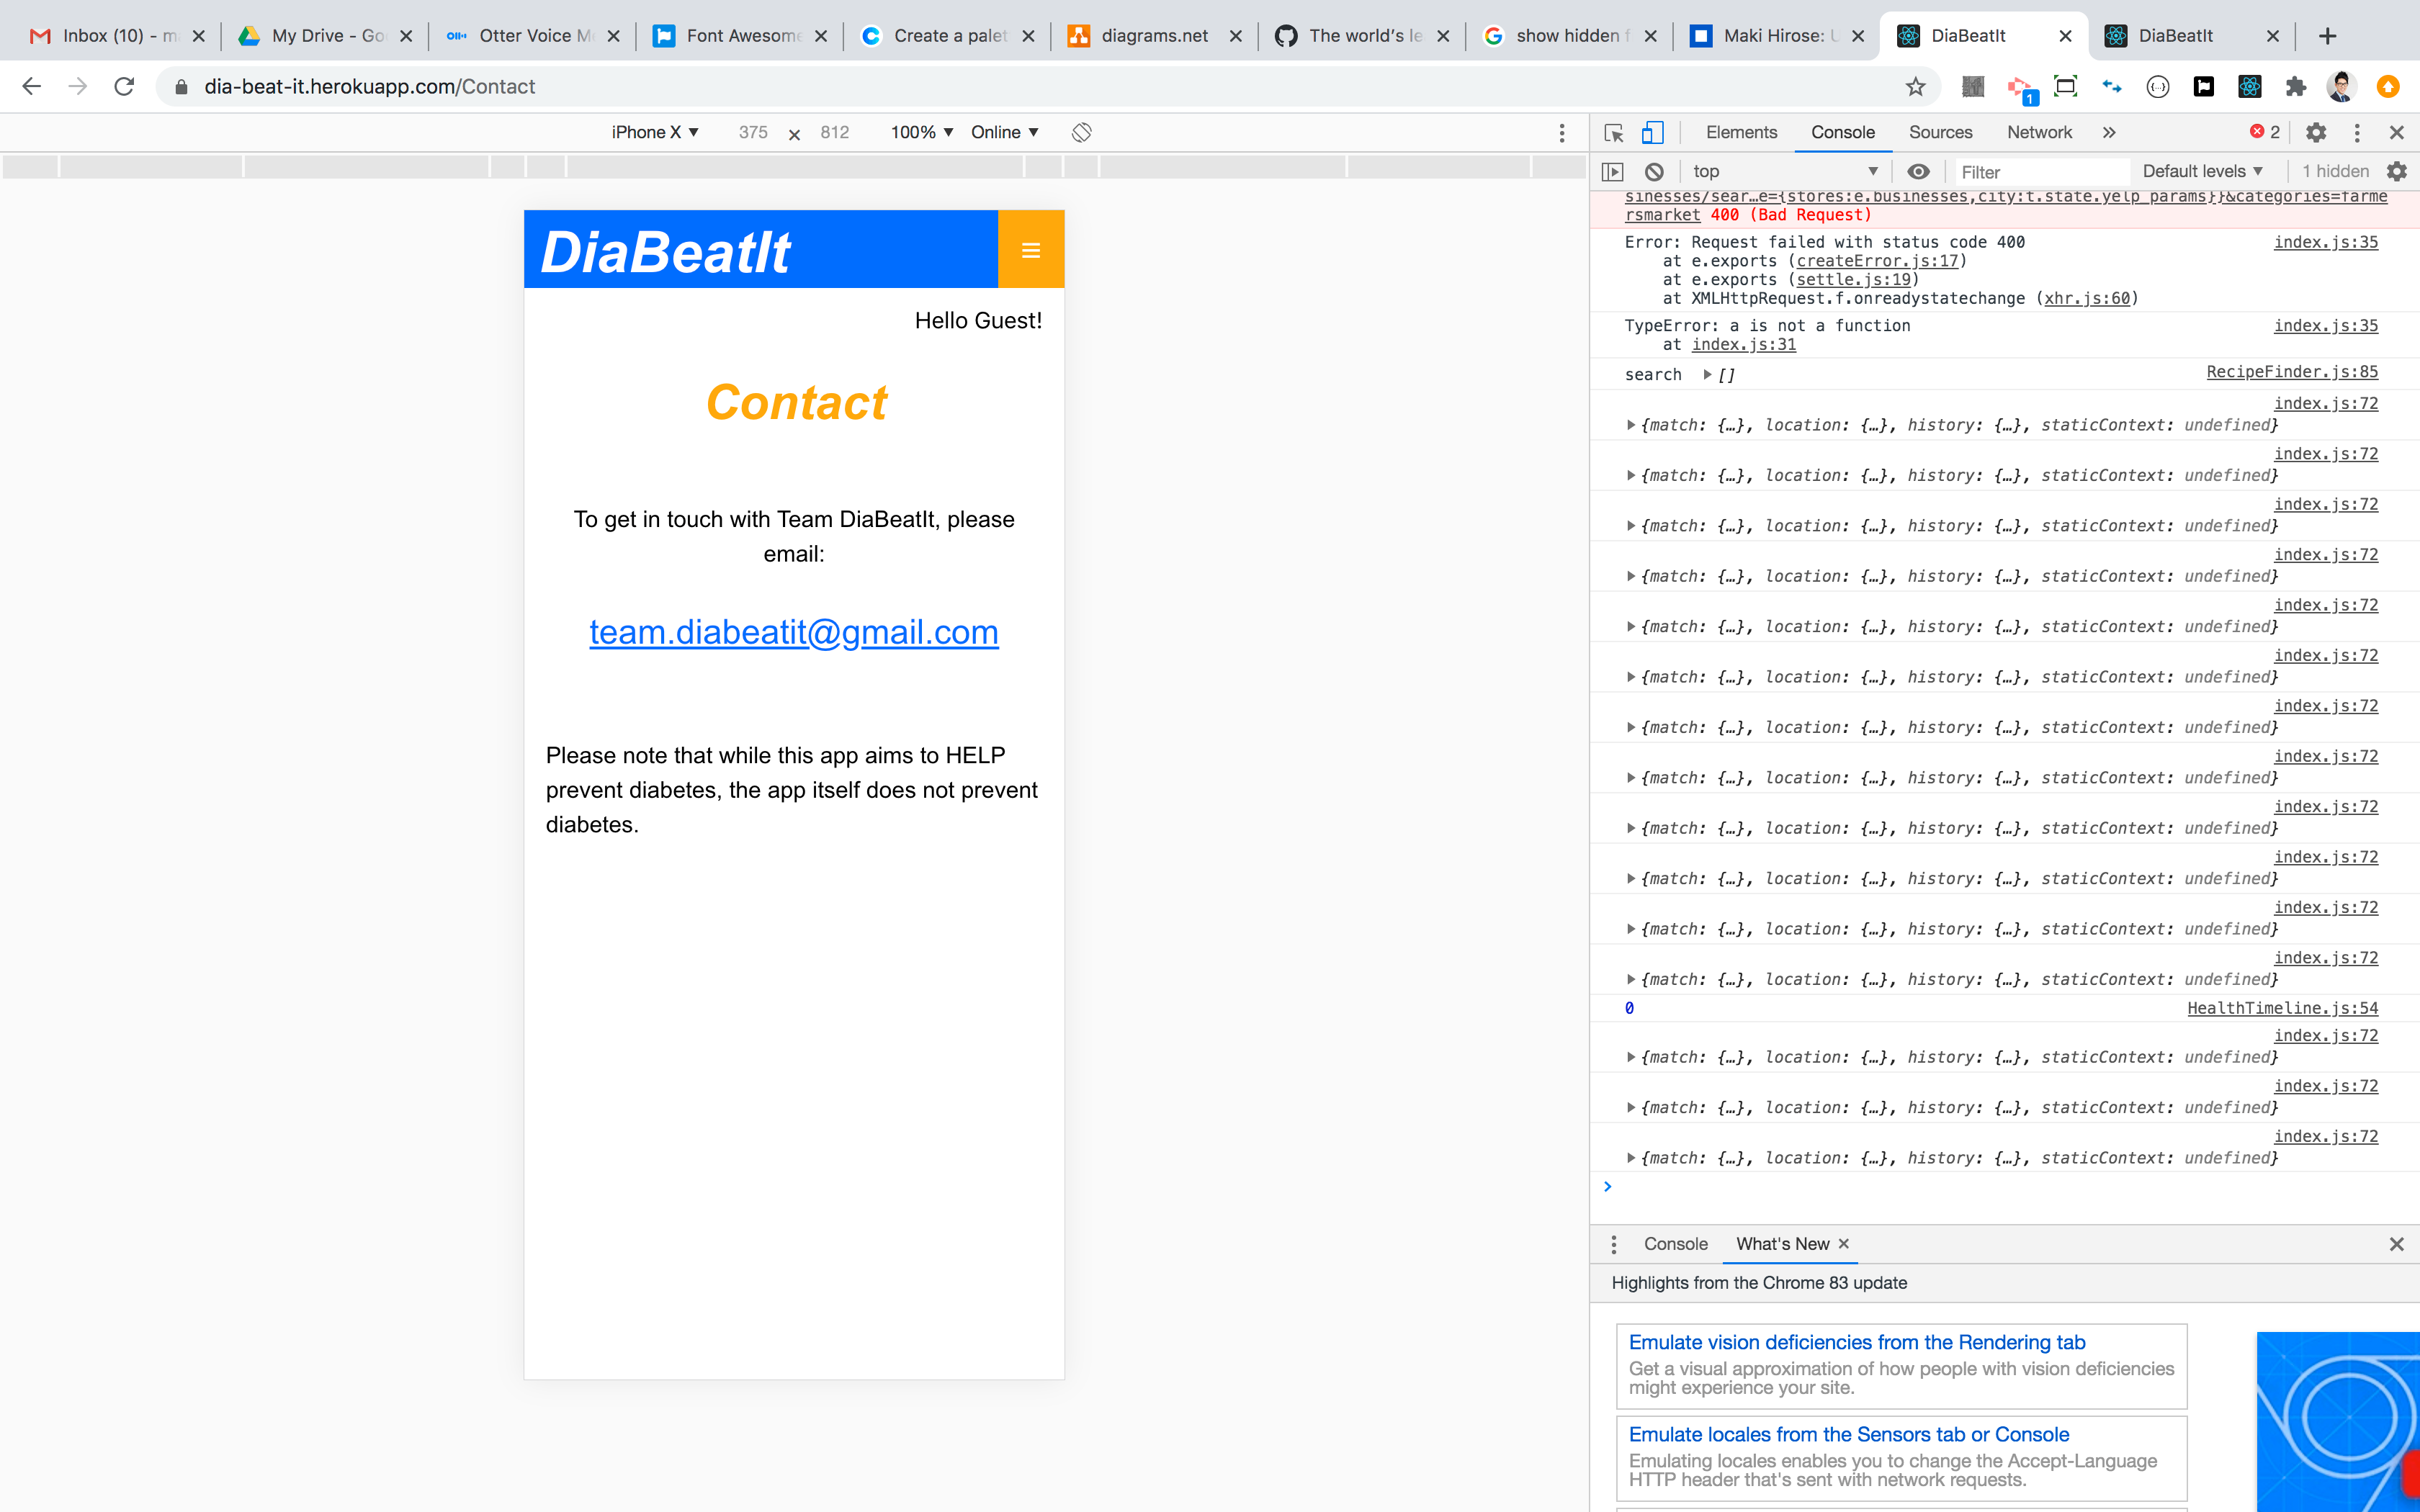 Inbox (10) - m
My Drive - Go
Otter Voice M
Font Awesome
Create a palet
diagrams.net
The world's le
show hidden f
Maki Hirose: U
DiaBeatIt
DiaBeatIt
dia-beat-it.herokuapp.com/Contact
1
iPhone X ▼ 375 × 812 100% ▼ Online ▼
DiaBeatIt
Hello Guest!
Contact
To get in touch with Team DiaBeatIt, please
email:
team.diabeatit@gmail.com
Please note that while this app aims to HELP
prevent diabetes, the app itself does not prevent
diabetes.
Elements Console Sources Network » 2
top Filter Default levels ▼ 1 hidden
sinesses/sear…e={stores:e.businesses,city:t.state.yelp_params}}&categories=farme
rsmarket 400 (Bad Request)
Error: Request failed with status code 400 index.js:35
at e.exports (createError.js:17)
at e.exports (settle.js:19)
at XMLHttpRequest.f.onreadystatechange (xhr.js:60)
TypeError: a is not a function index.js:35
at index.js:31
search ▶[] RecipeFinder.js:85
index.js:72
▶{match: {…}, location: {…}, history: {…}, staticContext: undefined}
index.js:72
▶{match: {…}, location: {…}, history: {…}, staticContext: undefined}
index.js:72
▶{match: {…}, location: {…}, history: {…}, staticContext: undefined}
index.js:72
▶{match: {…}, location: {…}, history: {…}, staticContext: undefined}
index.js:72
▶{match: {…}, location: {…}, history: {…}, staticContext: undefined}
index.js:72
▶{match: {…}, location: {…}, history: {…}, staticContext: undefined}
index.js:72
▶{match: {…}, location: {…}, history: {…}, staticContext: undefined}
index.js:72
▶{match: {…}, location: {…}, history: {…}, staticContext: undefined}
index.js:72
▶{match: {…}, location: {…}, history: {…}, staticContext: undefined}
index.js:72
▶{match: {…}, location: {…}, history: {…}, staticContext: undefined}
index.js:72
▶{match: {…}, location: {…}, history: {…}, staticContext: undefined}
index.js:72
▶{match: {…}, location: {…}, history: {…}, staticContext: undefined}
0 HealthTimeline.js:54
index.js:72
▶{match: {…}, location: {…}, history: {…}, staticContext: undefined}
index.js:72
▶{match: {…}, location: {…}, history: {…}, staticContext: undefined}
index.js:72
▶{match: {…}, location: {…}, history: {…}, staticContext: undefined}
Console What's New
Highlights from the Chrome 83 update
Emulate vision deficiencies from the Rendering tab
Get a visual approximation of how people with vision deficiencies
might experience your site.
Emulate locales from the Sensors tab or Console
Emulating locales enables you to change the Accept-Language
HTTP header that's sent with network requests.